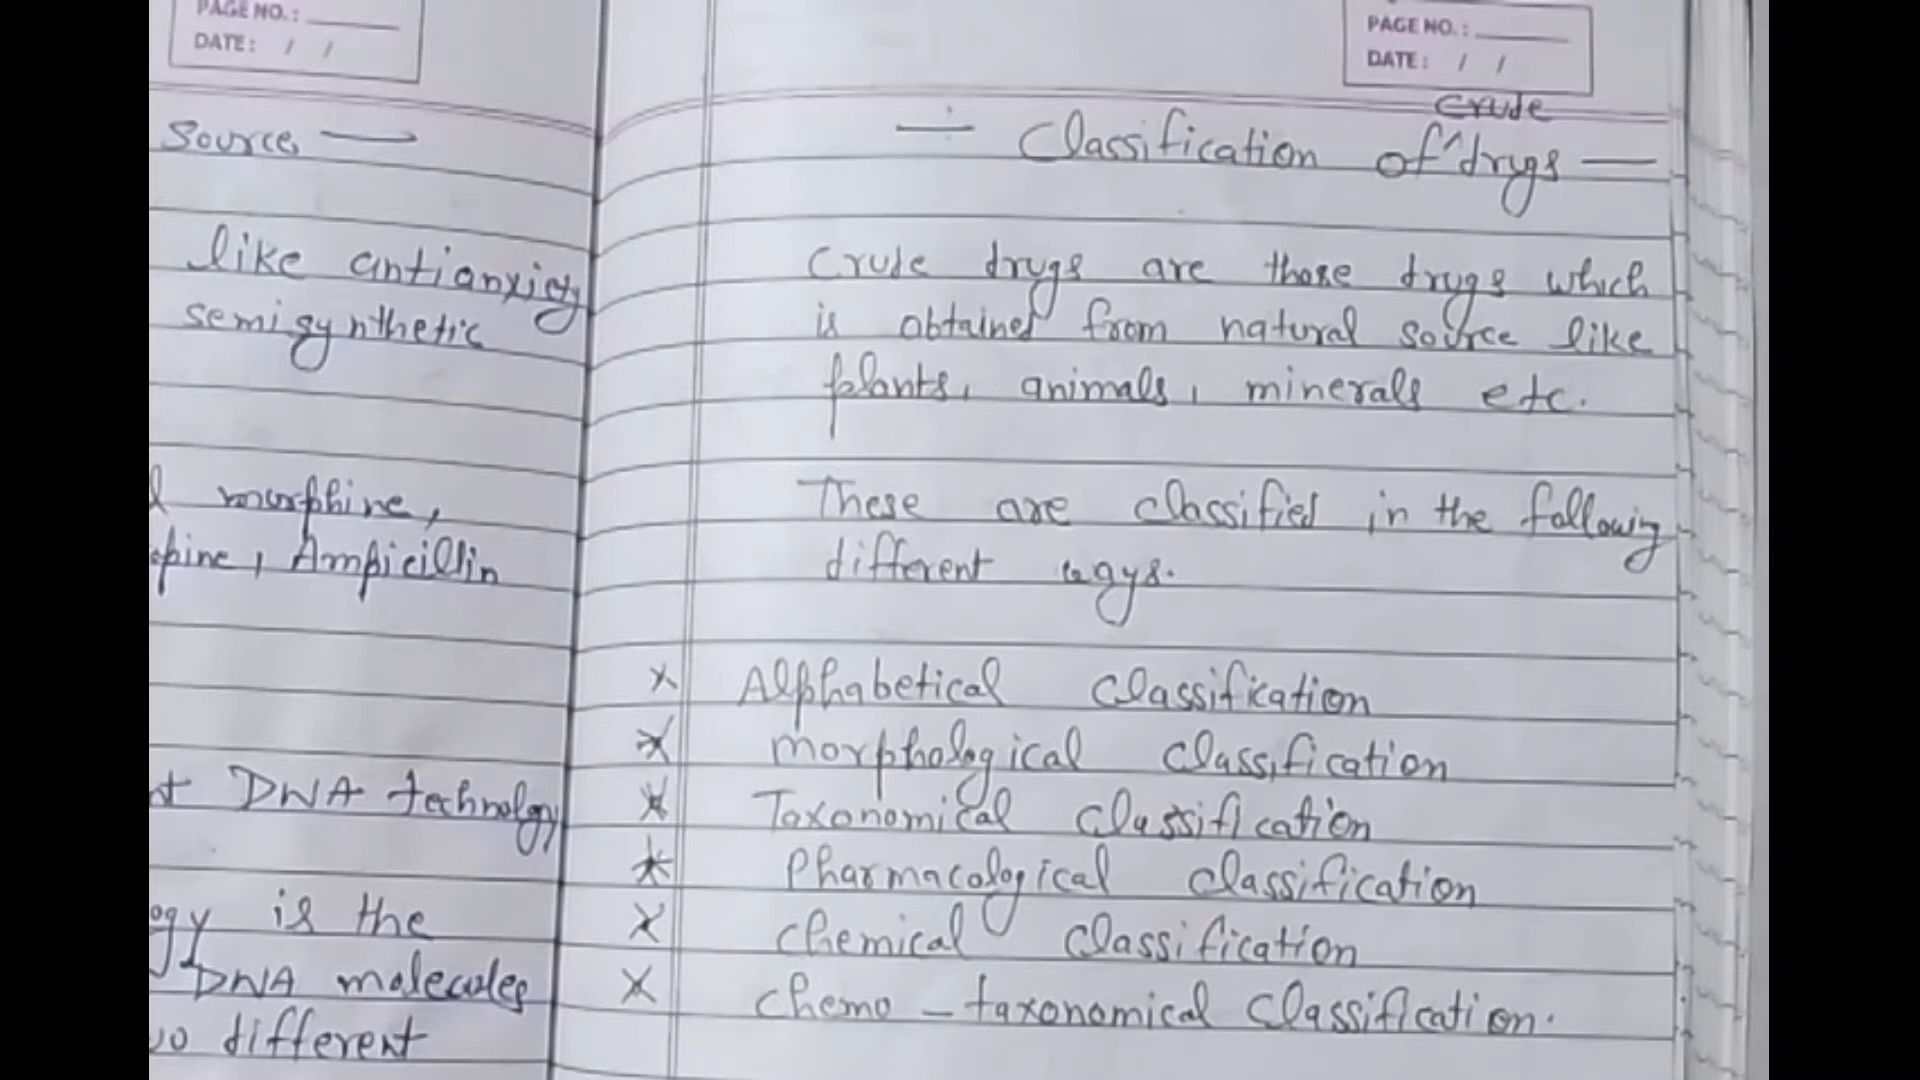 PAGE NO. :
DATE: / /
Source
like antianxiety
semisynthetic
morphine,
Ampicillin
DNA technology
is the
DNA molecules
different
PAGE NO. :
DATE: / /
crude
Classification of ^ drugs
Crude drugs are those drugs which
is obtained from natural source like
plants, animals, minerals etc.
These are classified in the following
different ways.
Alphabetical classification
morphological classification
Taxonomical classification
Pharmacological classification
chemical classification
chemo - taxonomical classification.